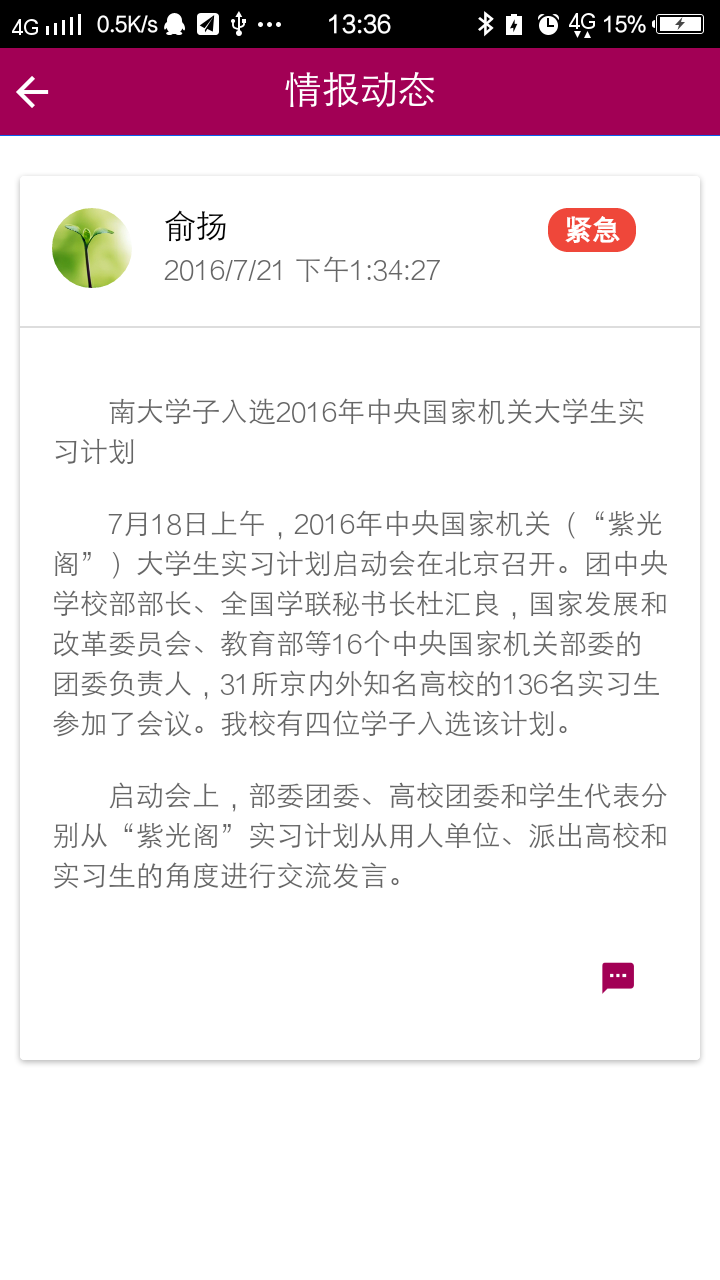 4G 0.5K/s 13:36 4G 15%
情报动态
俞扬
紧急
2016/7/21 下午1:34:27
南大学子入选2016年中央国家机关大学生实
习计划
7月18日上午，2016年中央国家机关（“紫光
阁”）大学生实习计划启动会在北京召开。团中央
学校部部长、全国学联秘书长杜汇良，国家发展和
改革委员会、教育部等16个中央国家机关部委的
团委负责人，31所京内外知名高校的136名实习生
参加了会议。我校有四位学子入选该计划。
启动会上，部委团委、高校团委和学生代表分
别从“紫光阁”实习计划从用人单位、派出高校和
实习生的角度进行交流发言。